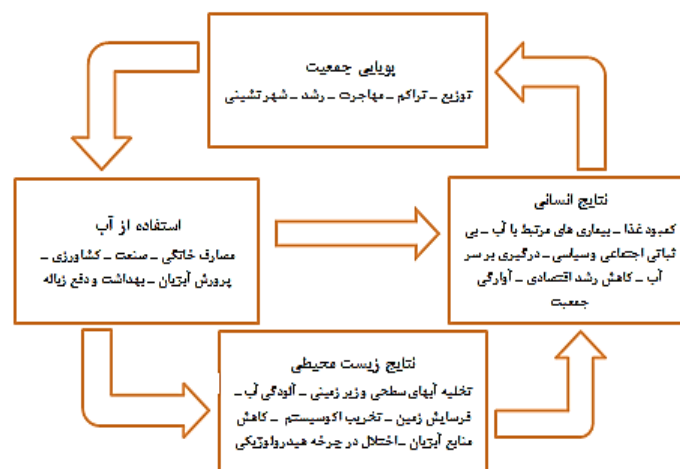 پویایی جمعیت
توزیع – تراکم – مهاجرت – رشد – شهر نشینی
استفاده از آب
مصارف خانگی – صنعت – کشاورزی –
پرورش آبزیان – بهداشت و دفع زباله
نتایج انسانی
کمبود غذا – بیماری های مرتبط با آب – بی
ثباتی اجتماعی وسیاسی – درگیری بر سر
آب – کاهش رشد اقتصادی – آوارگی
جمعیت
نتایج زیست محیطی
تخلیه آبهای سطحی وزیر زمینی – آلودگی آب –
فرسایش زمین – تخریب اکوسیستم – کاهش
منابع آبزیان – اختلال در چرخه هیدرولوژیکی